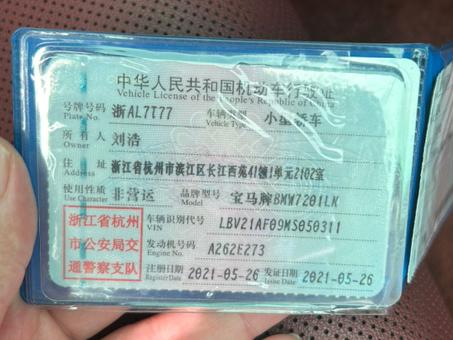 中华人民共和国机动车行驶证
Vehicle License of the People's Republic of China
号牌号码 浙AL7T77 车辆类型 小型轿车
Plate No. Vehicle Type
所有人 刘浩
Owner
住址 浙江省杭州市滨江区长江西苑41幢1单元2102室
Address
使用性质 非营运 品牌型号 宝马牌BMW7201LK
Use Character Model
浙江省杭州 车辆识别代号 LBV21AF09MS050311
VIN
市公安局交 发动机号码 A262E273
Engine No.
通警察支队 注册日期 2021-05-26 发证日期 2021-05-26
Register Date Issue Date